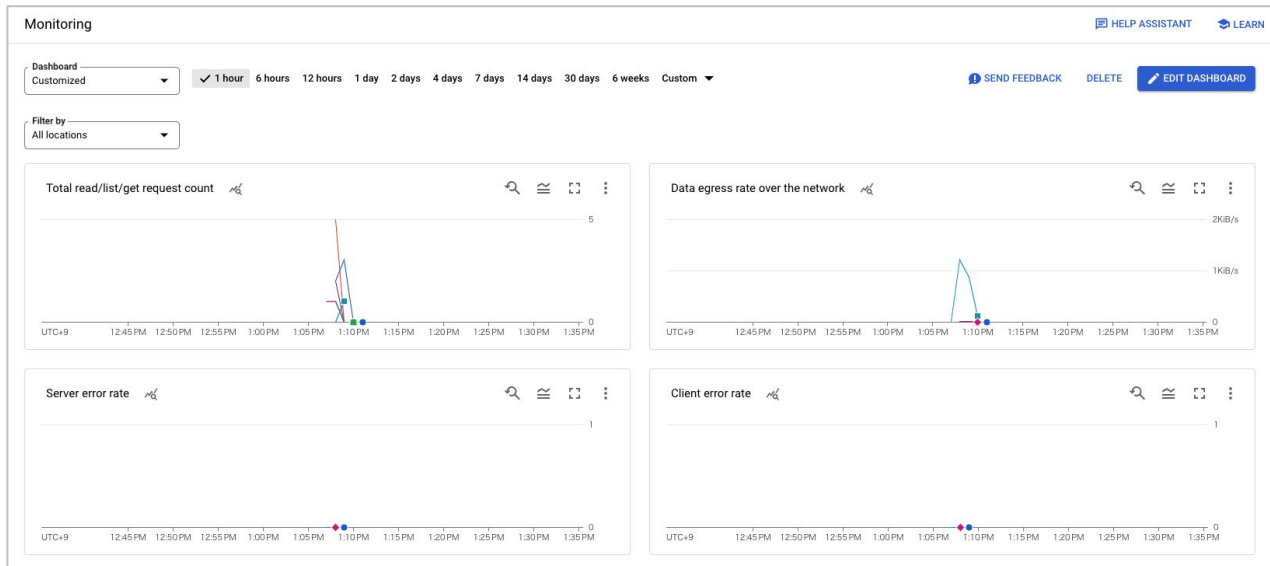 Monitoring
HELP ASSISTANT
LEARN
Dashboard
Customized
1 hour 6 hours 12 hours 1 day 2 days 4 days 7 days 14 days 30 days 6 weeks Custom
SEND FEEDBACK
DELETE
EDIT DASHBOARD
Filter by
All locations
Total read/list/get request count
5
0
UTC+9 12:45 PM 12:50 PM 12:55 PM 1:00 PM 1:05 PM 1:10 PM 1:15 PM 1:20 PM 1:25 PM 1:30 PM 1:35 PM
Data egress rate over the network
2KiB/s
1KiB/s
0
UTC+9 12:45 PM 12:50 PM 12:55 PM 1:00 PM 1:05 PM 1:10 PM 1:15 PM 1:20 PM 1:25 PM 1:30 PM 1:35 PM
Server error rate
1
0
UTC+9 12:45 PM 12:50 PM 12:55 PM 1:00 PM 1:05 PM 1:10 PM 1:15 PM 1:20 PM 1:25 PM 1:30 PM 1:35 PM
Client error rate
1
0
UTC+9 12:45 PM 12:50 PM 12:55 PM 1:00 PM 1:05 PM 1:10 PM 1:15 PM 1:20 PM 1:25 PM 1:30 PM 1:35 PM